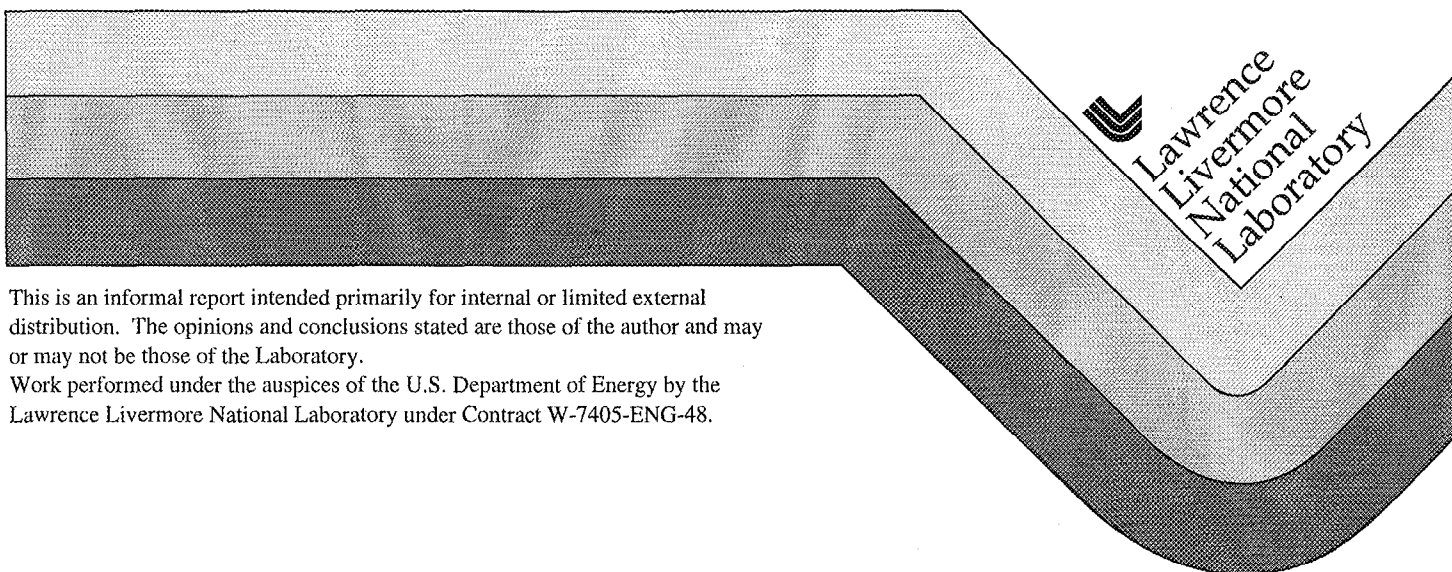 Lawrence
Livermore
National
Laboratory
This is an informal report intended primarily for internal or limited external
distribution.  The opinions and conclusions stated are those of the author and may
or may not be those of the Laboratory.
Work performed under the auspices of the U.S. Department of Energy by the
Lawrence Livermore National Laboratory under Contract W-7405-ENG-48.